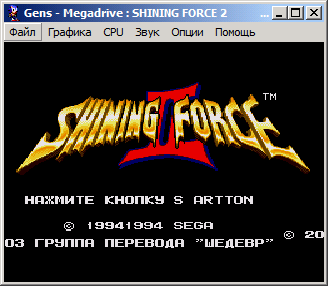 Gens - Megadrive : SHINING FORCE 2 ...
Файл Графика CPU Звук Опции Помощь
SHINING FORCE II ™
НАЖМИТЕ КНОПКУ S ARTTON
© 19941994 SEGA
© 20
03 ГРУППА ПЕРЕВОДА "ШЕДЕВР"